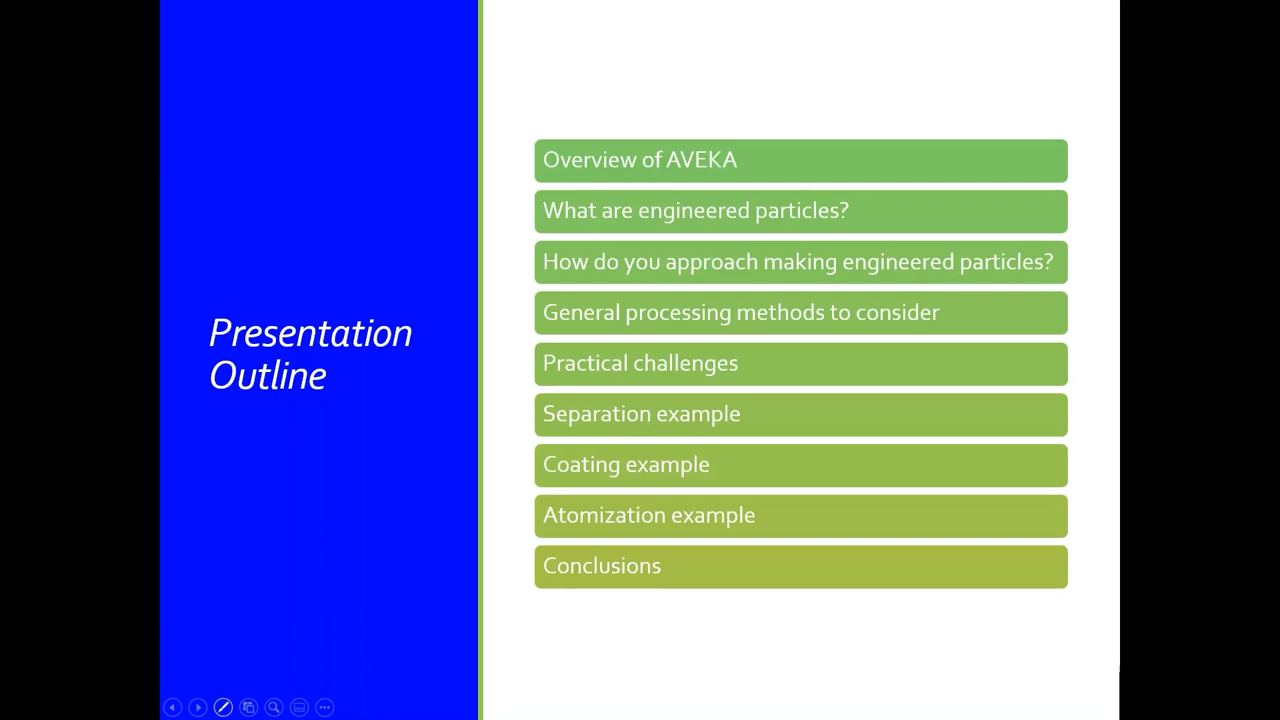 Presentation
Outline
Overview of AVEKA
What are engineered particles?
How do you approach making engineered particles?
General processing methods to consider
Practical challenges
Separation example
Coating example
Atomization example
Conclusions